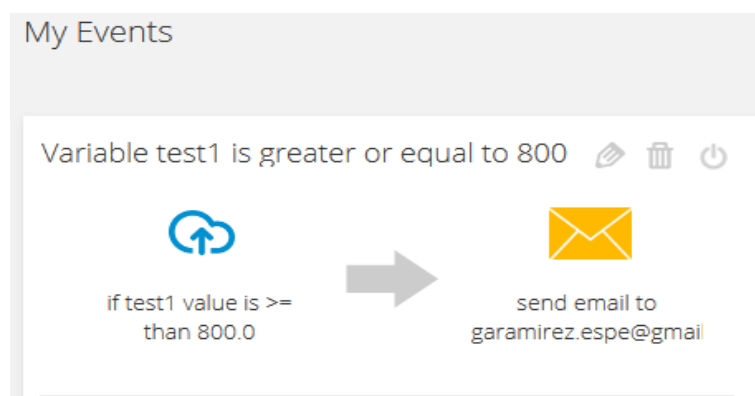 My Events
Variable test1 is greater or equal to 800
if test1 value is >=
than 800.0
send email to
garamirez.espe@gmail